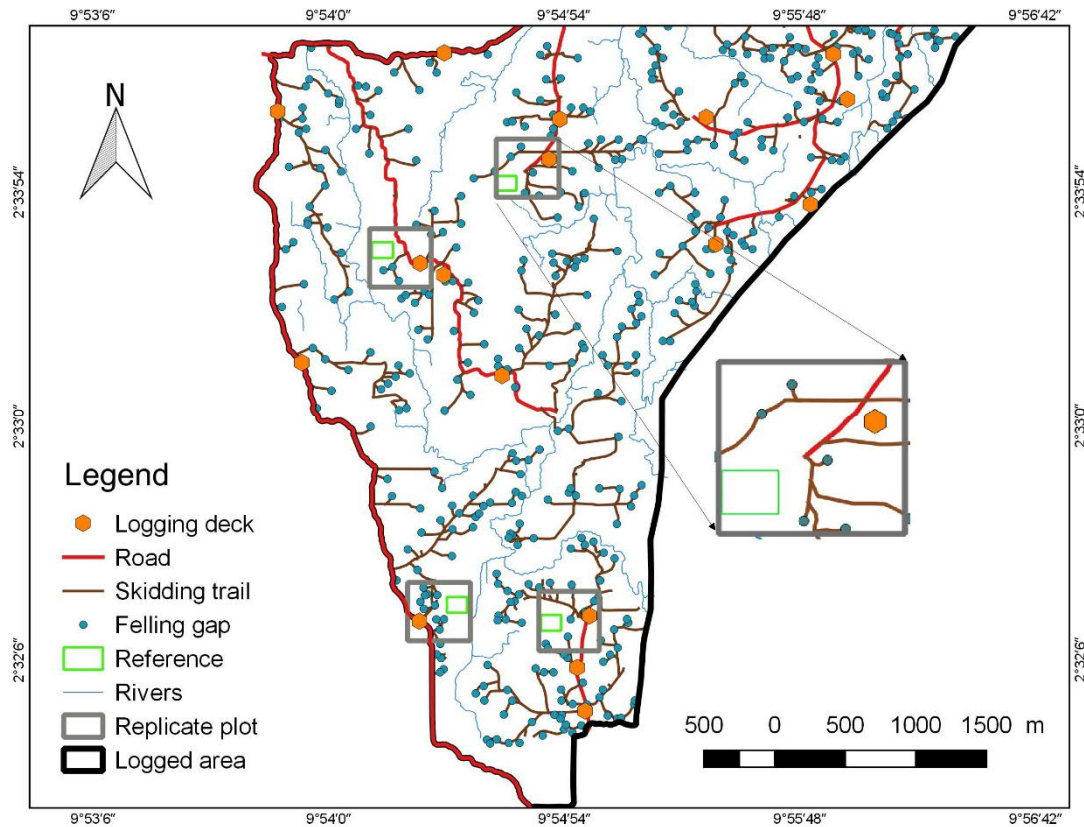 9°53'6" 9°54'0" 9°54'54" 9°55'48" 9°56'42"
N
2°33'54" 2°33'54"
2°33'0" 2°33'0"
Legend
Logging deck
Road
Skidding trail
Felling gap
Reference
Rivers
Replicate plot
Logged area
2°32'6" 2°32'6"
500 0 500 1000 1500 m
9°53'6" 9°54'0" 9°54'54" 9°55'48" 9°56'42"